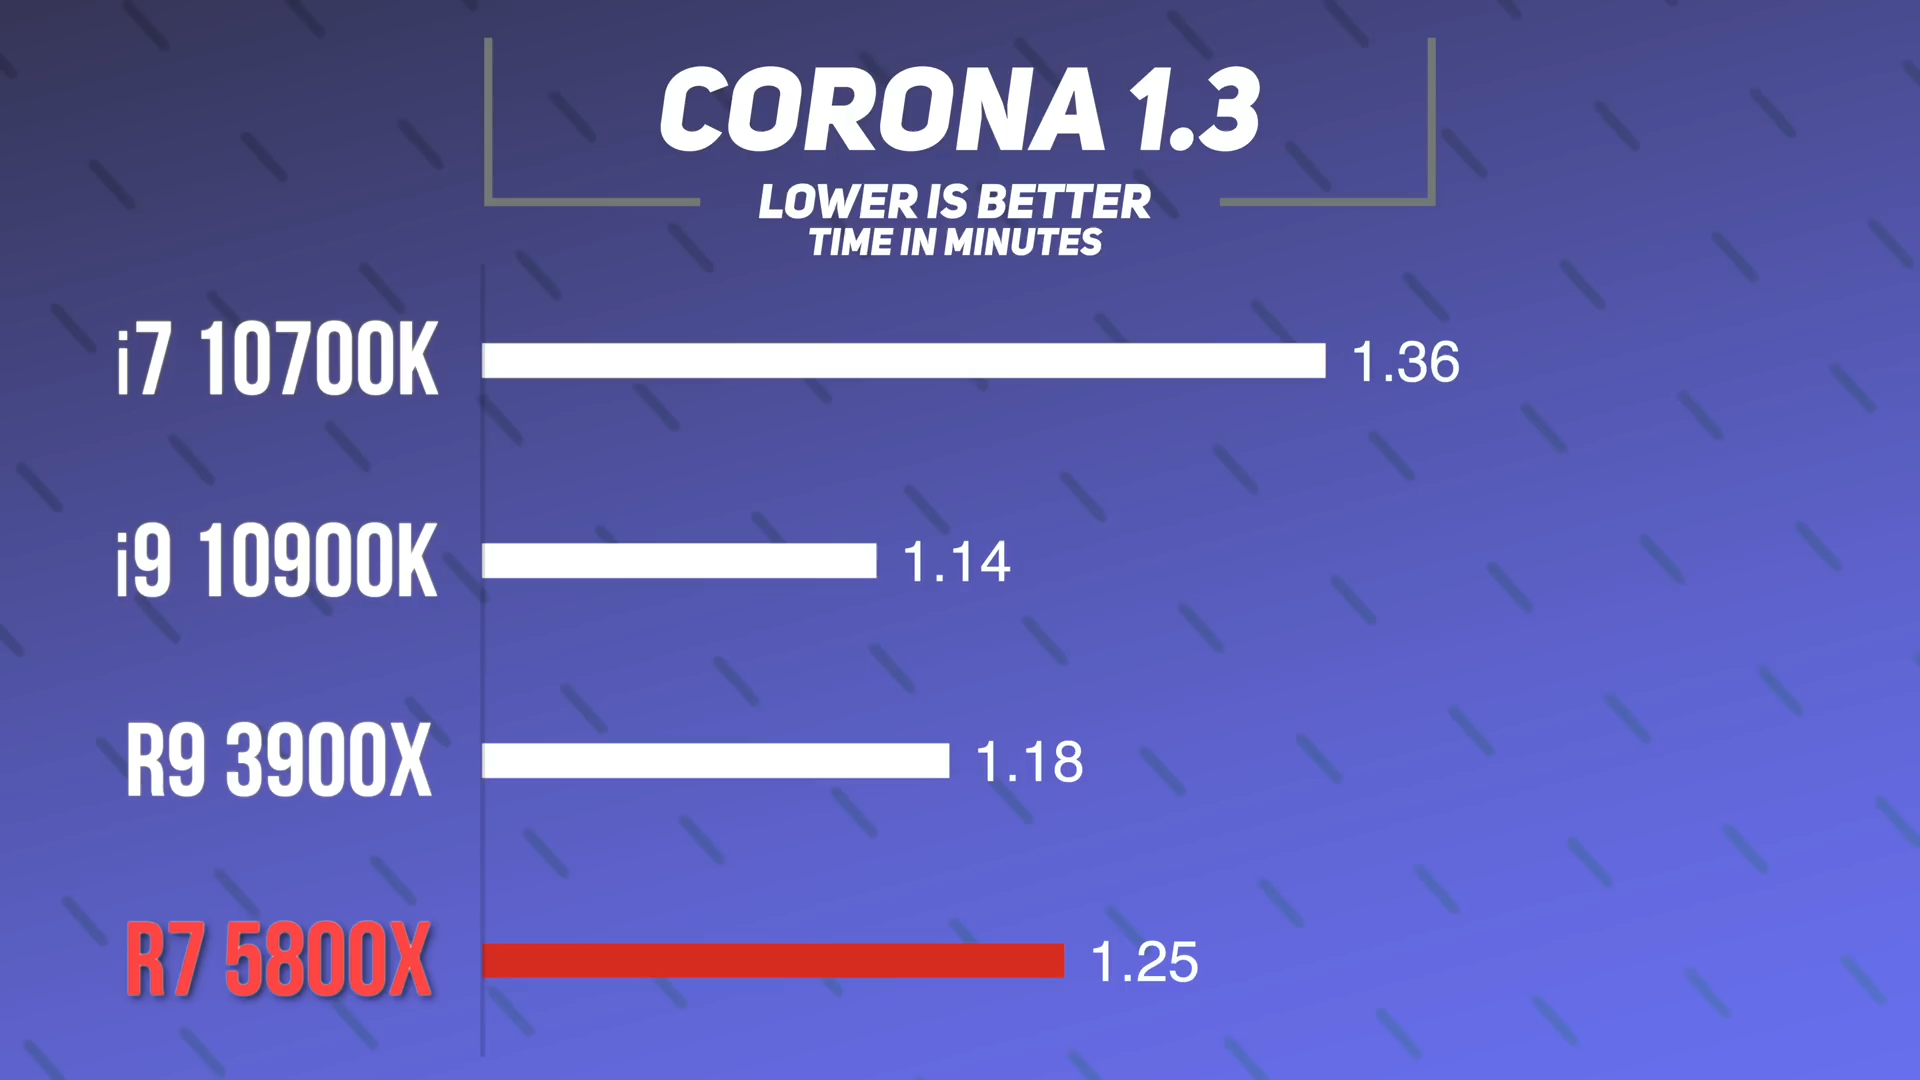 CORONA 1.3
LOWER IS BETTER
TIME IN MINUTES
i7 10700K 1.36
i9 10900K 1.14
R9 3900X 1.18
R7 5800X 1.25